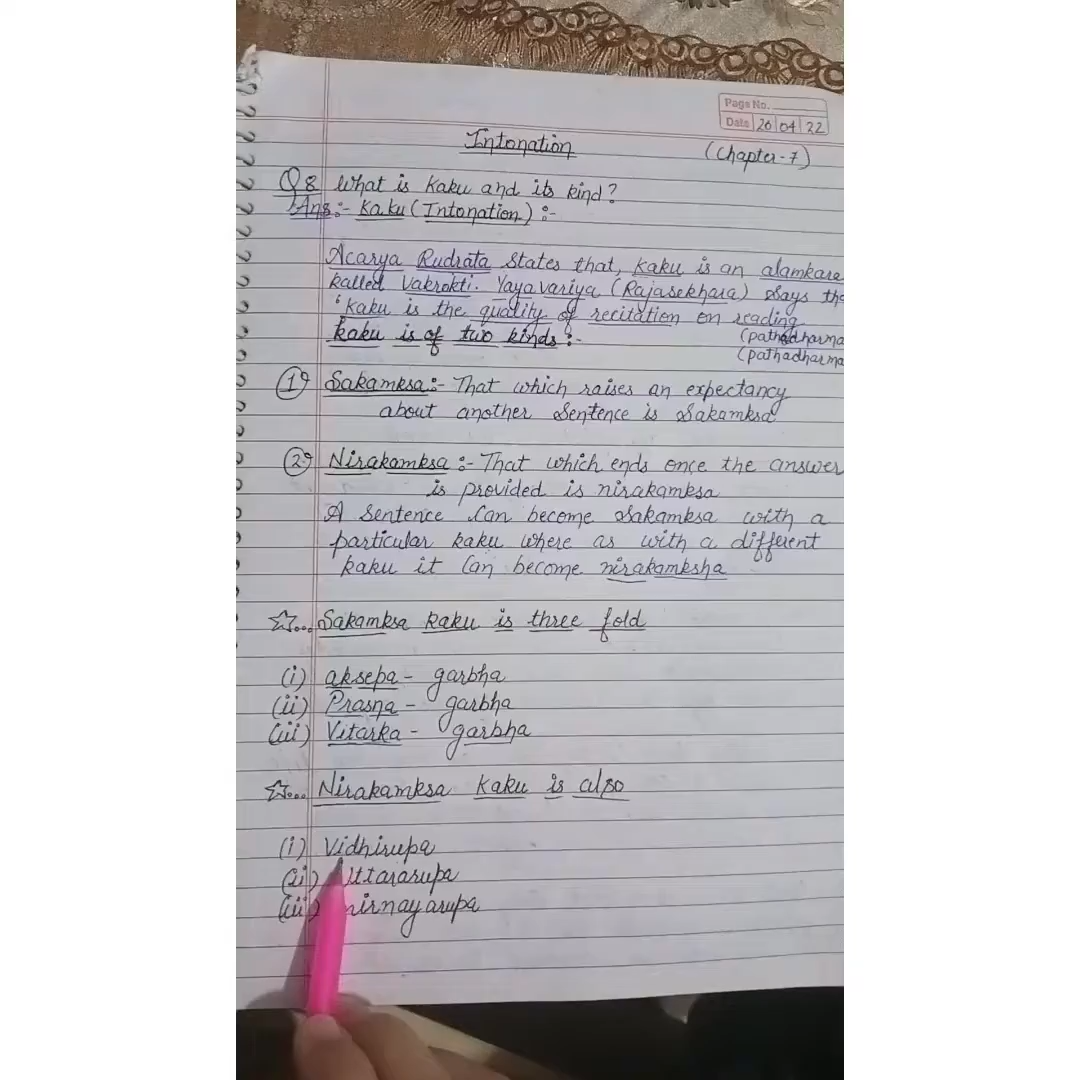 Page No.
Date 20 04 22
Intonation
(Chapter-7)
Q8 What is Kaku and its kind?
Ans:- Kaku (Intonation) :-
Acarya Rudrata States that, Kaku is an alamkara
kalled Vakrokti. Yayavariya (Rajasekhara) Says tha
'Kaku is the quality of recitation on reading
(pathadharma
Kaku is of two kinds :-
(pathadharma
1) Sakamksa:- That which raises an expectancy
about another Sentence is Sakamksa
2) Nirakamksa :- That which ends once the answer
is provided is nirakamksa
A Sentence Can become Sakamksa with a
particular kaku where as with a different
kaku it Can become nirakamksha
☆... Sakamksa kaku is three fold
(i) aksepa - garbha
(ii) Prasna - garbha
(iii) Vitarka - garbha
☆... Nirakamksa Kaku is also
(i) Vidhirupa
(ii) Uttararupa
(iii) nirnayarupa